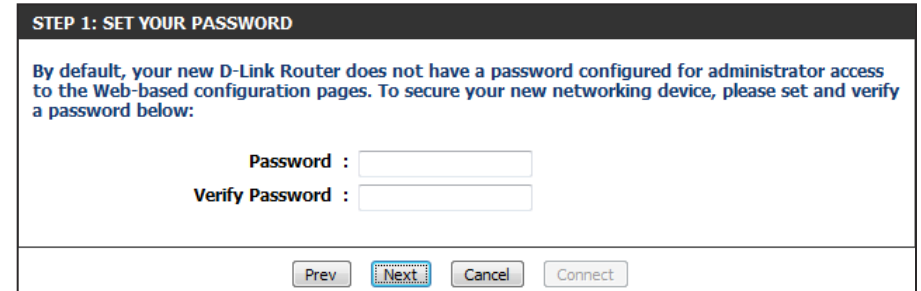 STEP 1: SET YOUR PASSWORD
By default, your new D-Link Router does not have a password configured for administrator access
to the Web-based configuration pages. To secure your new networking device, please set and verify
a password below:
Password :
Verify Password :
Prev Next Cancel Connect